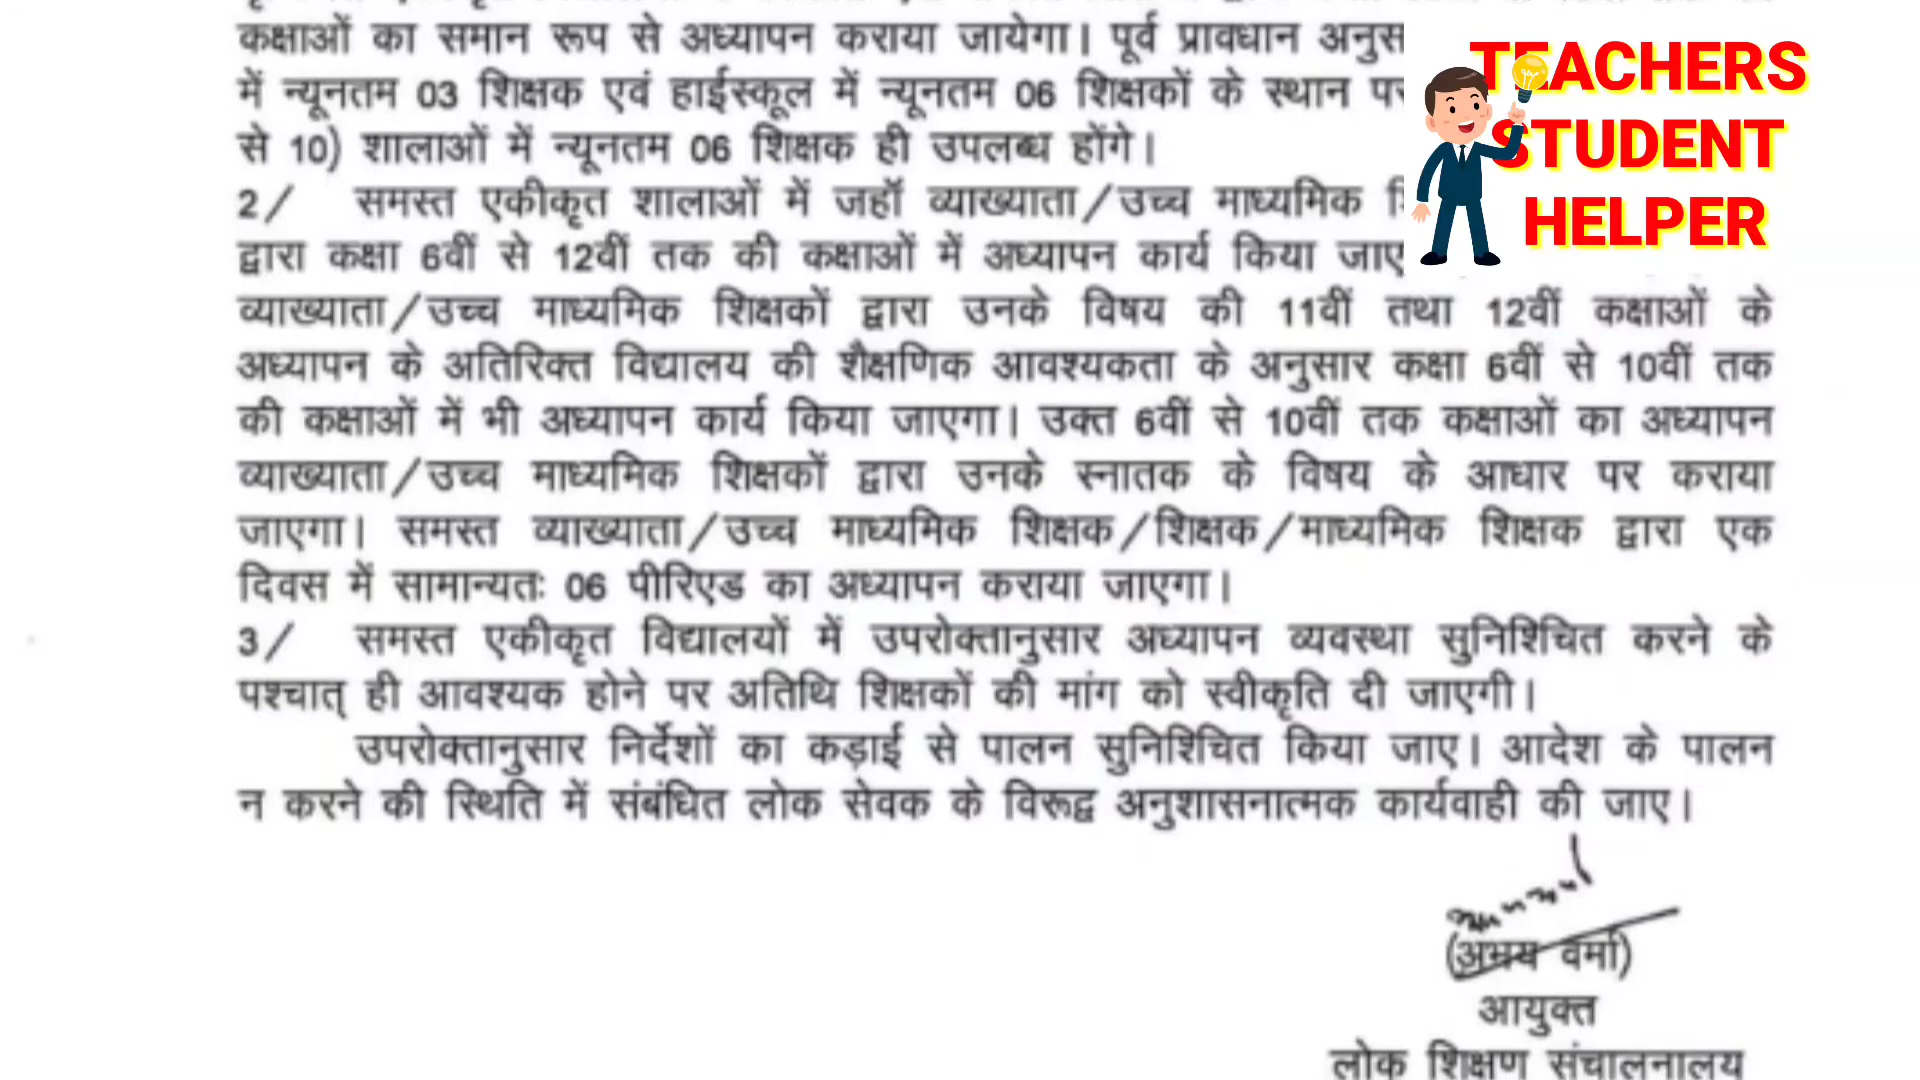 कक्षाओं का समान रूप से अध्यापन कराया जायेगा। पूर्व प्रावधान
में न्यूनतम 03 शिक्षक एवं हाईस्कूल में न्यूनतम 06 शिक्षकों के स्थान
से 10) शालाओं में न्यूनतम 06 शिक्षक ही उपलब्ध होंगे।
2/ समस्त एकीकृत शालाओं में जहॉ व्याख्याता/उच्च माध्यमिक
द्वारा कक्षा 6वीं से 12वीं तक की कक्षाओं में अध्यापन कार्य किया
व्याख्याता/उच्च माध्यमिक शिक्षकों द्वारा उनके विषय की 11वीं तथा 12वीं कक्षाओं के
अध्यापन के अतिरिक्त विद्यालय की शैक्षणिक आवश्यकता के अनुसार कक्षा 6वीं से 10वीं तक
की कक्षाओं में भी अध्यापन कार्य किया जाएगा। उक्त 6वीं से 10वीं तक कक्षाओं का अध्यापन
व्याख्याता/उच्च माध्यमिक शिक्षकों द्वारा उनके स्नातक के विषय के आधार पर कराया
जाएगा। समस्त व्याख्याता/उच्च माध्यमिक शिक्षक/शिक्षक/माध्यमिक शिक्षक द्वारा एक
दिवस में सामान्यतः 06 पीरिएड का अध्यापन कराया जाएगा।
3/ समस्त एकीकृत विद्यालयों में उपरोक्तानुसार अध्यापन व्यवस्था सुनिश्चित करने के
पश्चात् ही आवश्यक होने पर अतिथि शिक्षकों की मांग को स्वीकृति दी जाएगी।
उपरोक्तानुसार निर्देशों का कड़ाई से पालन सुनिश्चित किया जाए। आदेश के पालन
न करने की स्थिति में संबंधित लोक सेवक के विरूद्व अनुशासनात्मक कार्यवाही की जाए।
(अभय वर्मा)
आयुक्त
लोक शिक्षण संचालनालय
TEACHERS
STUDENT
HELPER